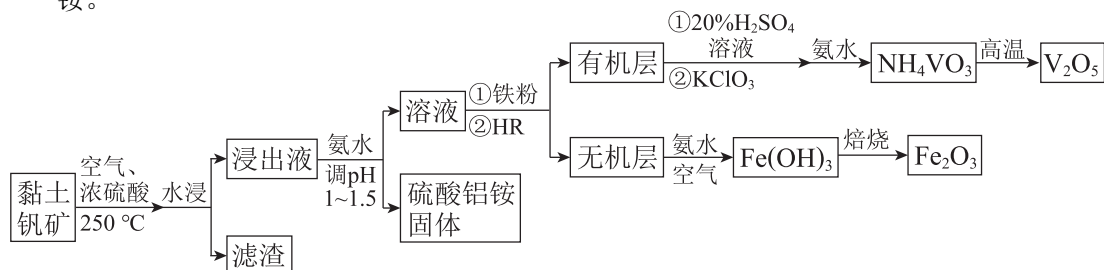 铵。
黏土
钒矿
空气、
浓硫酸
250 ℃
水浸
浸出液
滤渣
氨水
调pH
1~1.5
溶液
硫酸铝铵
固体
①铁粉
②HR
有机层
无机层
①20%H₂SO₄
溶液
②KClO₃
氨水
NH₄VO₃
高温
V₂O₅
氨水
空气
Fe(OH)₃
焙烧
Fe₂O₃